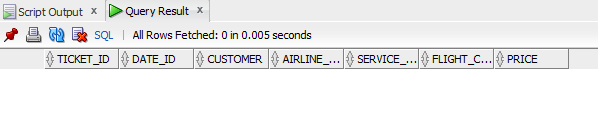 Script Output x Query Result x
SQL | All Rows Fetched: 0 in 0.005 seconds
TICKET_ID DATE_ID CUSTOMER AIRLINE_... SERVICE_... FLIGHT_C... PRICE